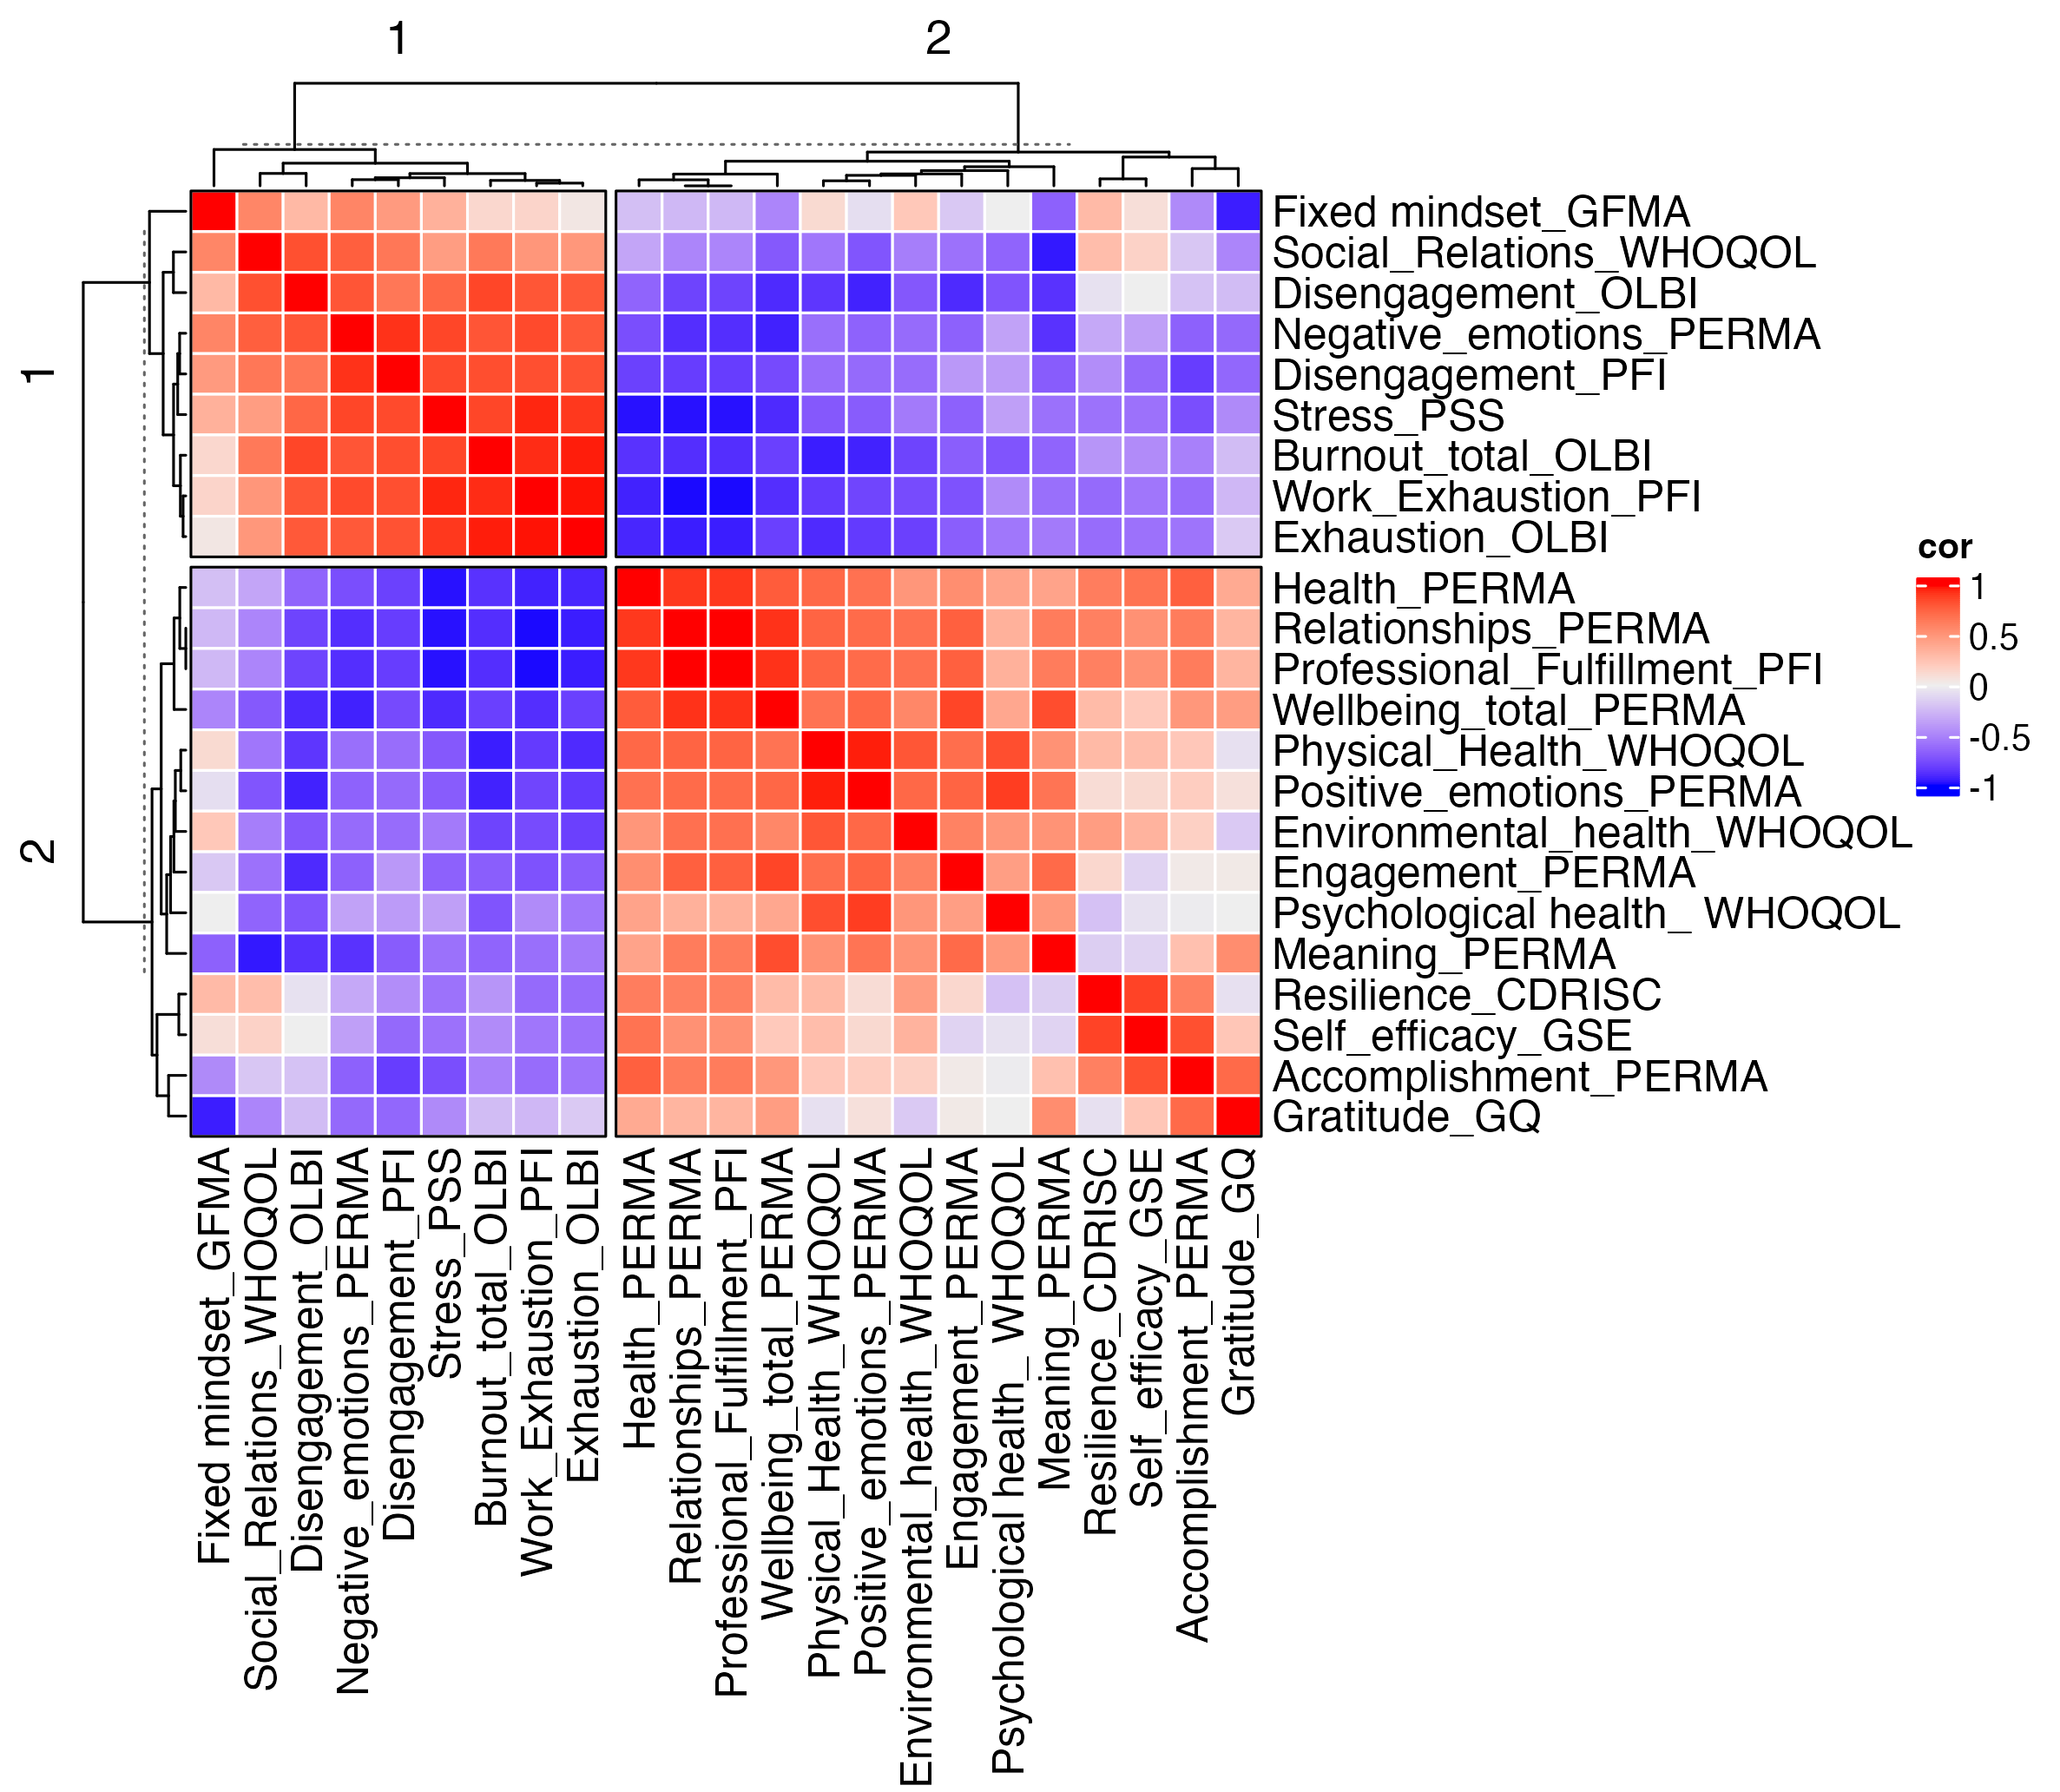 1
2
1
2
Fixed mindset_GFMA
Social_Relations_WHOQOL
Disengagement_OLBI
Negative_emotions_PERMA
Disengagement_PFI
Stress_PSS
Burnout_total_OLBI
Work_Exhaustion_PFI
Exhaustion_OLBI
Health_PERMA
Relationships_PERMA
Professional_Fulfillment_PFI
Wellbeing_total_PERMA
Physical_Health_WHOQOL
Positive_emotions_PERMA
Environmental_health_WHOQOL
Engagement_PERMA
Psychological health_ WHOQOL
Meaning_PERMA
Resilience_CDRISC
Self_efficacy_GSE
Accomplishment_PERMA
Gratitude_GQ
cor
1
0.5
0
-0.5
-1
Fixed mindset_GFMA
Social_Relations_WHOQOL
Disengagement_OLBI
Negative_emotions_PERMA
Disengagement_PFI
Stress_PSS
Burnout_total_OLBI
Work_Exhaustion_PFI
Exhaustion_OLBI
Health_PERMA
Relationships_PERMA
Professional_Fulfillment_PFI
Wellbeing_total_PERMA
Physical_Health_WHOQOL
Positive_emotions_PERMA
Environmental_health_WHOQOL
Engagement_PERMA
Psychological health_ WHOQOL
Meaning_PERMA
Resilience_CDRISC
Self_efficacy_GSE
Accomplishment_PERMA
Gratitude_GQ